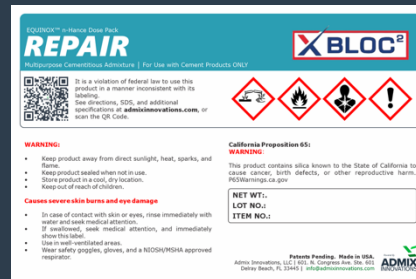 EQUINOX™ n-Hance Dose Pack
REPAIR
Multipurpose Cementitious Admixture | For Use with Cement Products ONLY
X BLOC²
It is a violation of federal law to use this
product in a manner inconsistent with its
labeling.
See directions, SDS, and additional
specifications at admixinnovations.com, or
scan the QR Code.
WARNING:
• Keep product away from direct sunlight, heat, sparks, and
flame.
• Keep product sealed when not in use.
• Store product in a cool, dry location.
• Keep out of reach of children.
Causes severe skin burns and eye damage
• In case of contact with skin or eyes, rinse immediately with
water and seek medical attention.
• If swallowed, seek medical attention, and immediately
show this label.
• Use in well-ventilated areas.
• Wear safety goggles, gloves, and a NIOSH/MSHA approved
respirator.
California Proposition 65:
WARNING:
This product contains silica known to the State of California to
cause cancer, birth defects, or other reproductive harm.
P65Warnings.ca.gov
NET WT:.
LOT NO.:
ITEM NO.:
Patents Pending. Made in USA.
Admix Innovations, LLC | 601. N. Congress Ave. Ste. 601
Delray Beach, FL 33445 | info@admixinnovations.com
ADMIX
INNOVATIONS